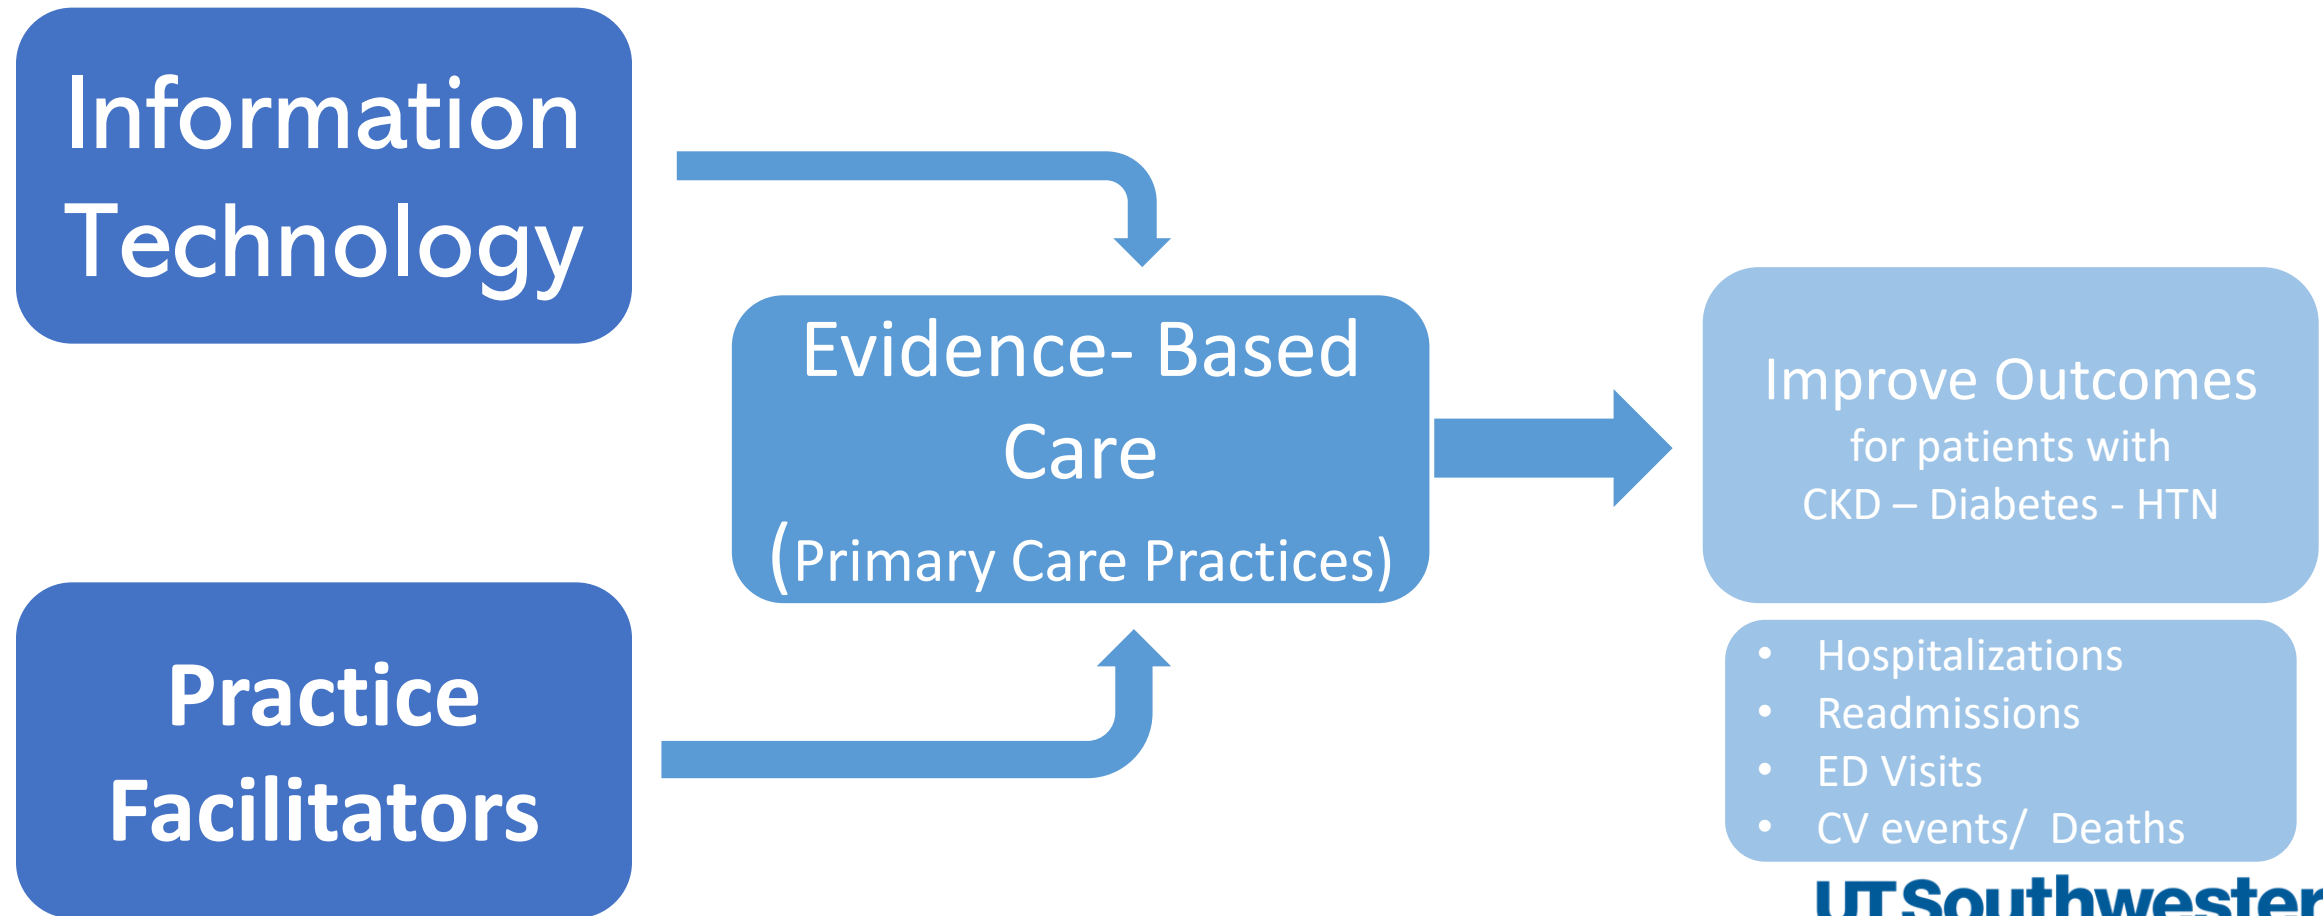 Information
Technology
Evidence- Based
Care
(Primary Care Practices)
Practice
Facilitators
Improve Outcomes
for patients with
CKD – Diabetes - HTN
• Hospitalizations
• Readmissions
• ED Visits
• CV events/ Deaths
UTSouthwester